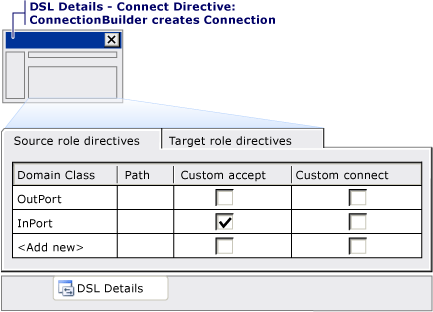 DSL Details - Connect Directive:
ConnectionBuilder creates Connection
Source role directives
Target role directives
Domain Class Path Custom accept Custom connect
OutPort
InPort
<Add new>
DSL Details